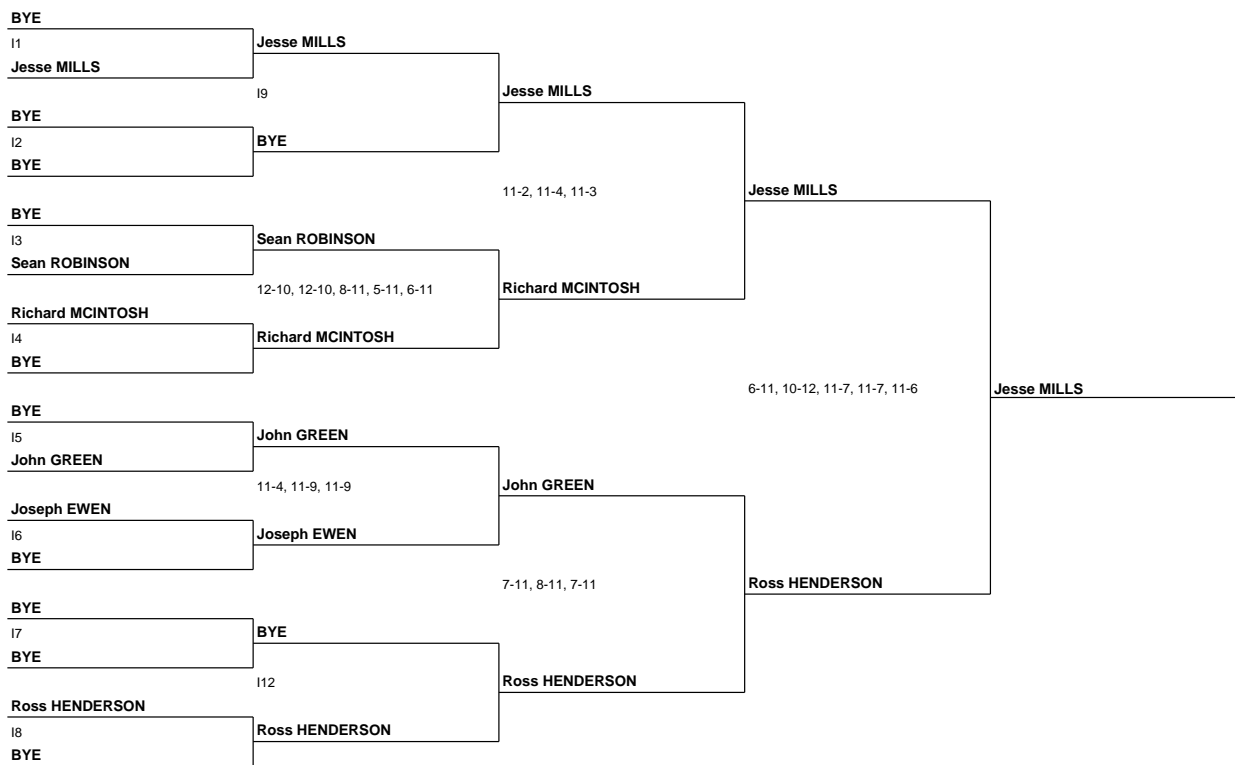 BYE
I1
Jesse MILLS
Jesse MILLS
I9
Jesse MILLS
BYE
I2
BYE
BYE
11-2, 11-4, 11-3
Jesse MILLS
BYE
I3
Sean ROBINSON
Sean ROBINSON
12-10, 12-10, 8-11, 5-11, 6-11
Richard MCINTOSH
Richard MCINTOSH
I4
Richard MCINTOSH
BYE
6-11, 10-12, 11-7, 11-7, 11-6
Jesse MILLS
BYE
I5
John GREEN
John GREEN
11-4, 11-9, 11-9
John GREEN
Joseph EWEN
I6
Joseph EWEN
BYE
7-11, 8-11, 7-11
Ross HENDERSON
BYE
I7
BYE
BYE
I12
Ross HENDERSON
Ross HENDERSON
I8
Ross HENDERSON
BYE